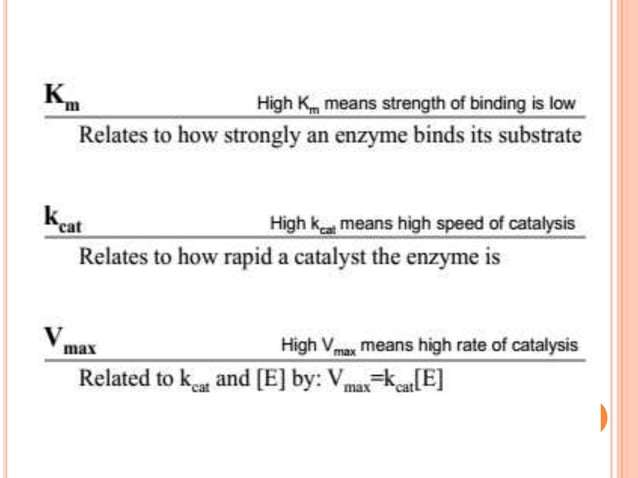 Km High Km means strength of binding is low
Relates to how strongly an enzyme binds its substrate
kcat High kcat means high speed of catalysis
Relates to how rapid a catalyst the enzyme is
Vmax High Vmax means high rate of catalysis
Related to kcat and [E] by: Vmax=kcat[E]